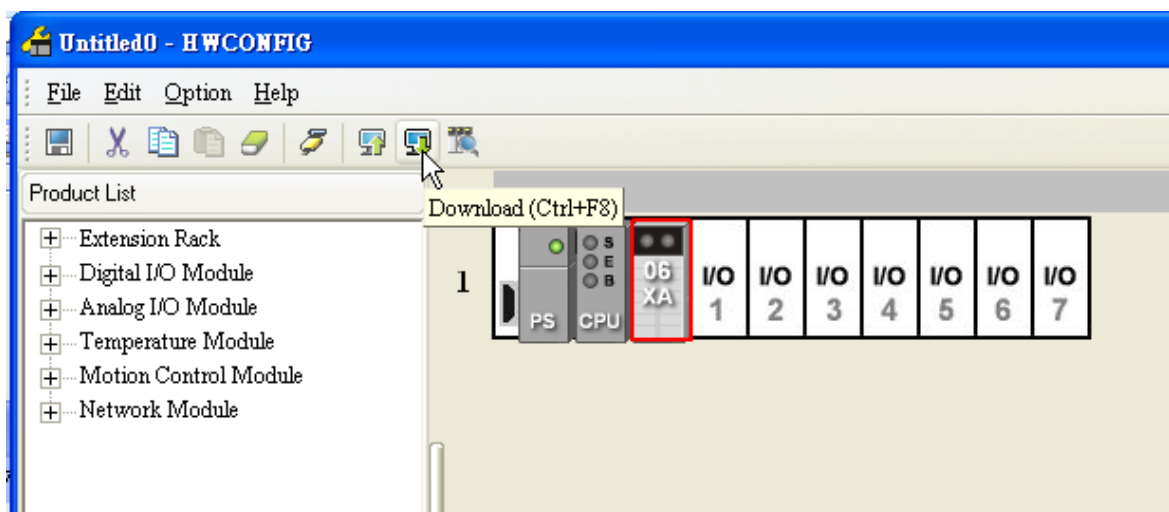 Untitled0 - HWCONFIG
File Edit Option Help
Product List
Download (Ctrl+F8)
Extension Rack
Digital I/O Module
Analog I/O Module
Temperature Module
Motion Control Module
Network Module
1
PS
S
E
B
CPU
06
XA
I/O
1
I/O
2
I/O
3
I/O
4
I/O
5
I/O
6
I/O
7